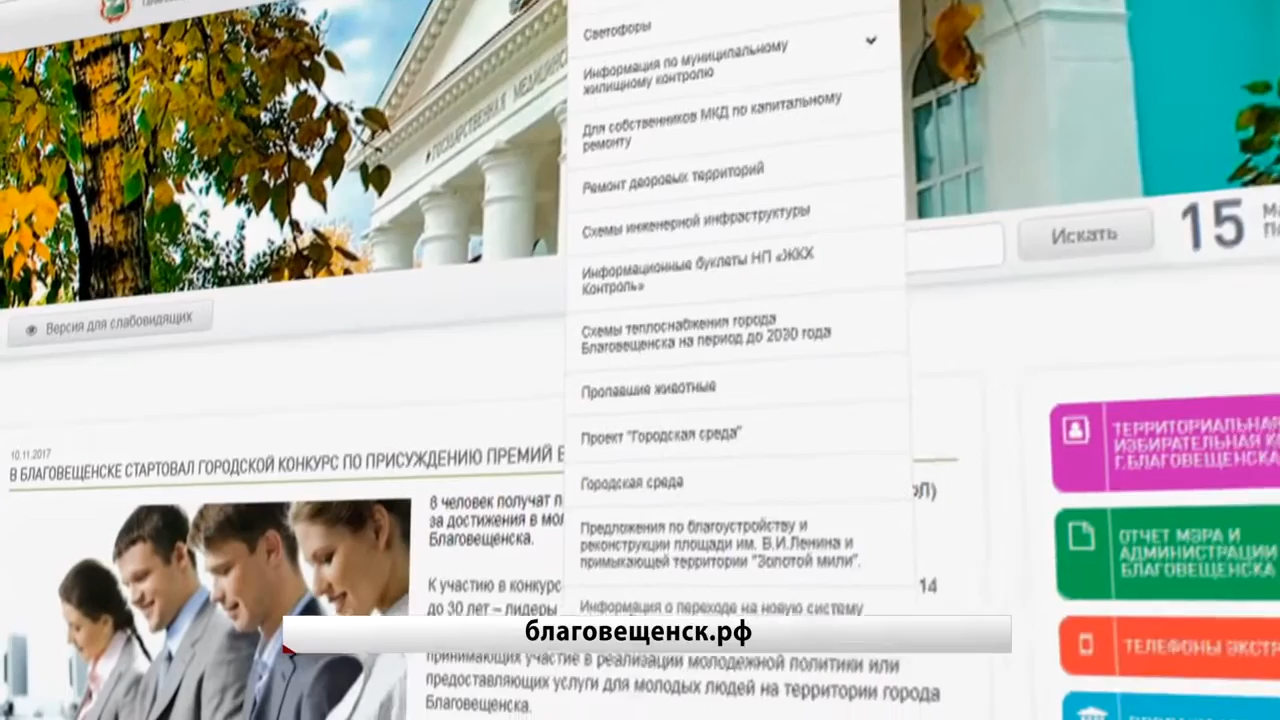 ГОСУДАРСТВЕННАЯ МЕДИЦИНС
Светофоры
Информация по муниципальному
жилищному контролю
Для собственников МКД по капитальному
ремонту
Ремонт дворовых территорий
Схемы инженерной инфраструктуры
Информационные буклеты НП «ЖКХ
Контроль»
Схемы теплоснабжения города
Благовещенска на период до 2030 года
Пропавшие животные
Проект "Городская среда"
Городская среда
Предложения по благоустройству и
реконструкции площади им. В.И.Ленина и
примыкающей территории "Золотой мили".
Информация о переходе на новую систему
Искать
15
Версия для слабовидящих
10.11.2017
В БЛАГОВЕЩЕНСКЕ СТАРТОВАЛ ГОРОДСКОЙ КОНКУРС ПО ПРИСУЖДЕНИЮ ПРЕМИЙ В
8 человек получат п
за достижения в мол
Благовещенска.
К участию в конкурс 14
до 30 лет – лидеры
принимающих участие в реализации молодежной политики или
предоставляющих услуги для молодых людей на территории города
Благовещенска.
ТЕРРИТОРИАЛЬНАЯ
ИЗБИРАТЕЛЬНАЯ К
Г.БЛАГОВЕЩЕНСКА
ОТЧЕТ МЭРА И
АДМИНИСТРАЦИИ
БЛАГОВЕЩЕНСКА
ТЕЛЕФОНЫ ЭКСТР
благовещенск.рф